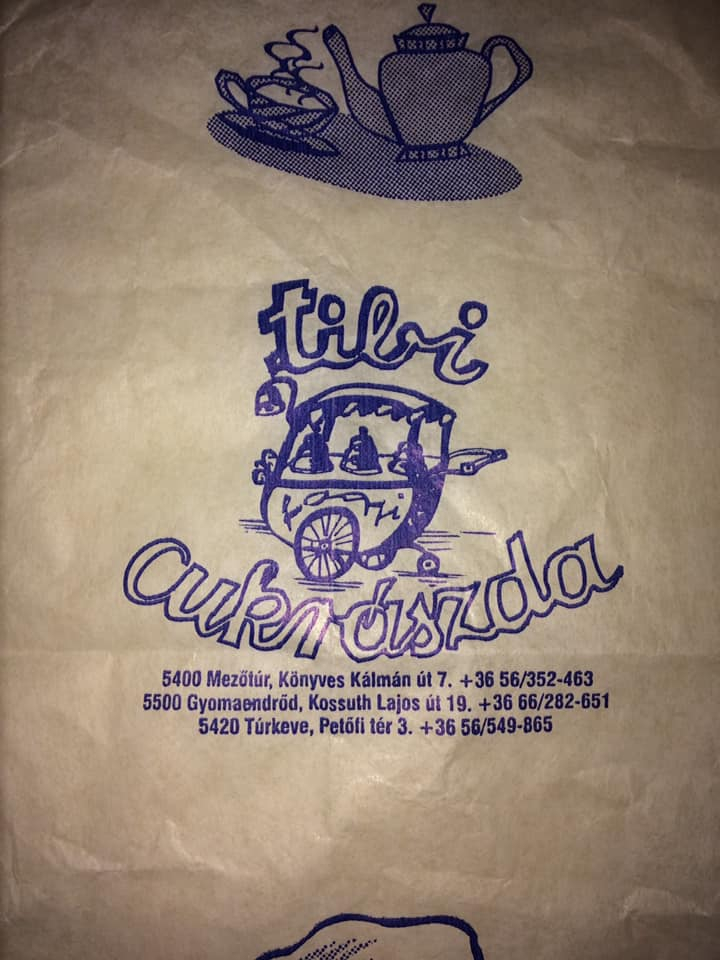 tibi
Fagyi
cukrászda
5400 Mezőtúr, Könyves Kálmán út 7. +36 56/352-463
5500 Gyomaendrőd, Kossuth Lajos út 19. +36 66/282-651
5420 Túrkeve, Petőfi tér 3. +36 56/549-865